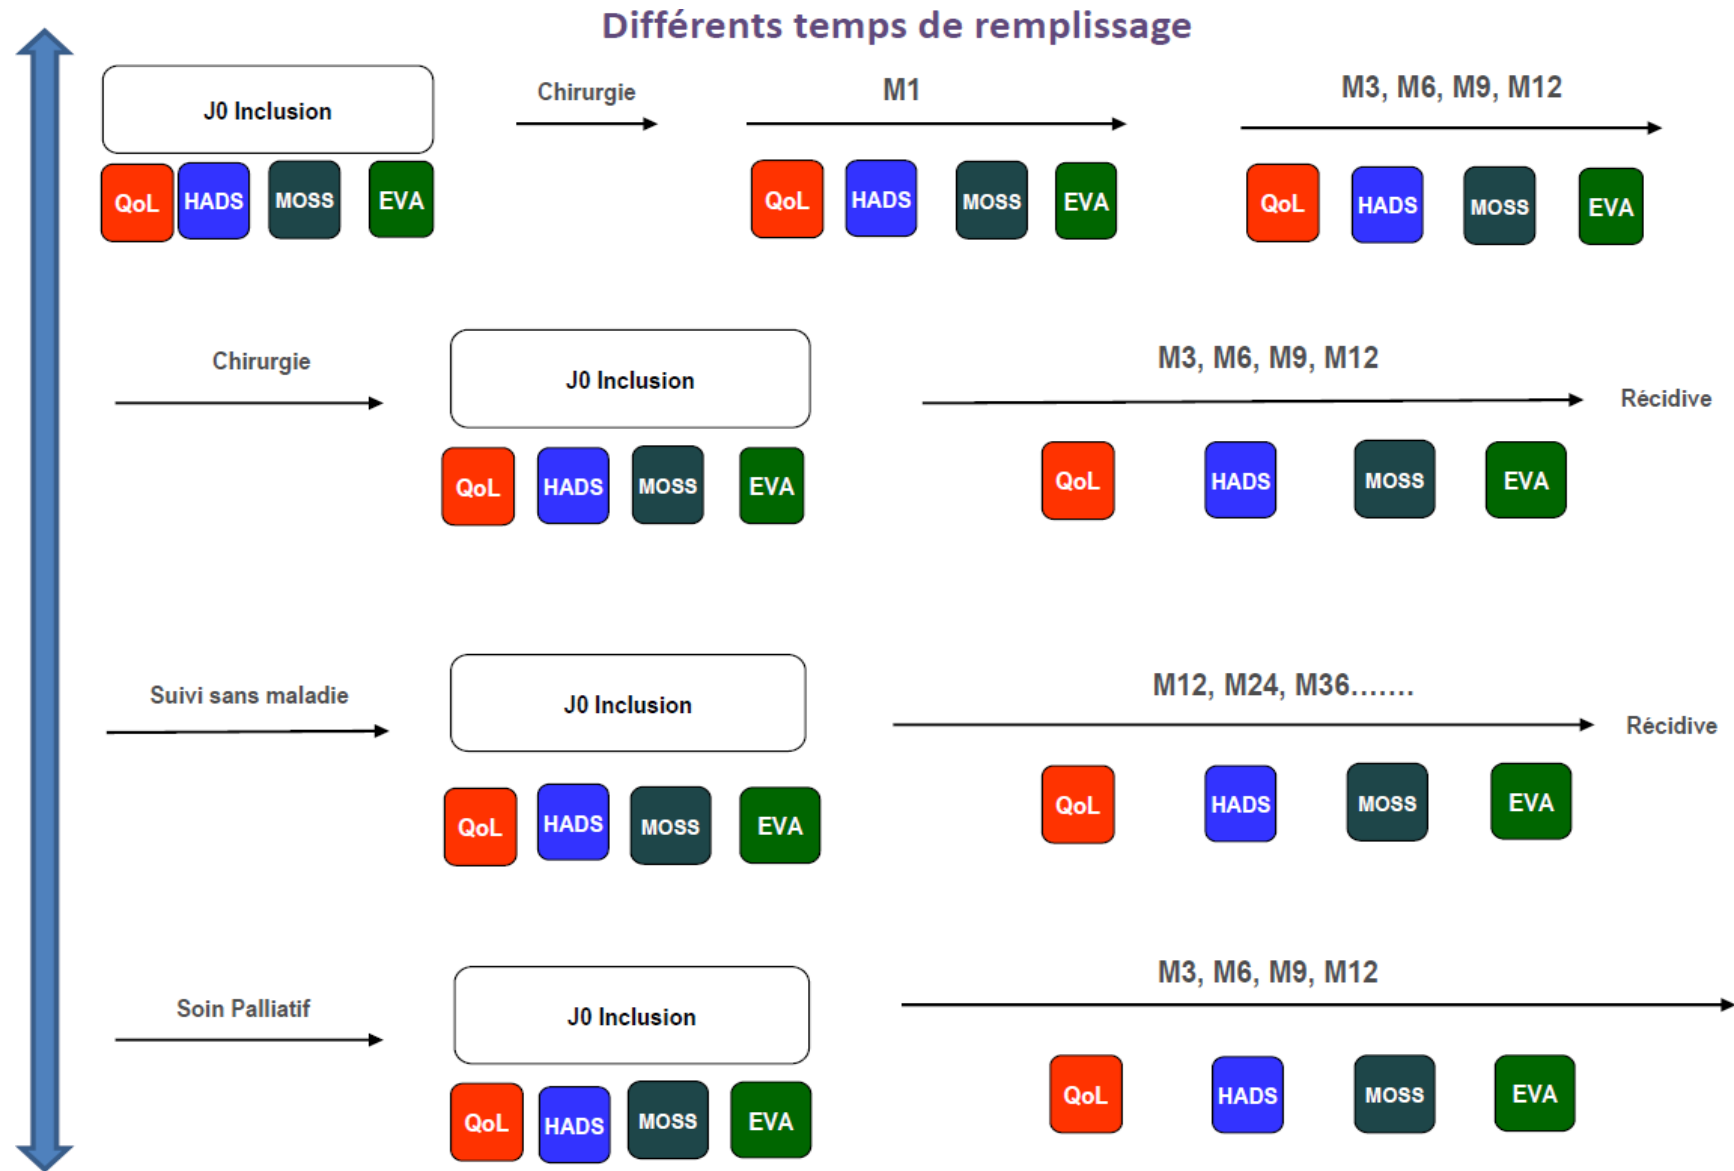 Différents temps de remplissage
J0 Inclusion
Chirurgie
M1
M3, M6, M9, M12
QoL HADS MOSS EVA
QoL HADS MOSS EVA
QoL HADS MOSS EVA
Chirurgie
J0 Inclusion
M3, M6, M9, M12
Récidive
QoL HADS MOSS EVA
QoL HADS MOSS EVA
Suivi sans maladie
J0 Inclusion
M12, M24, M36.......
Récidive
QoL HADS MOSS EVA
QoL HADS MOSS EVA
Soin Palliatif
J0 Inclusion
M3, M6, M9, M12
QoL HADS MOSS EVA
QoL HADS MOSS EVA